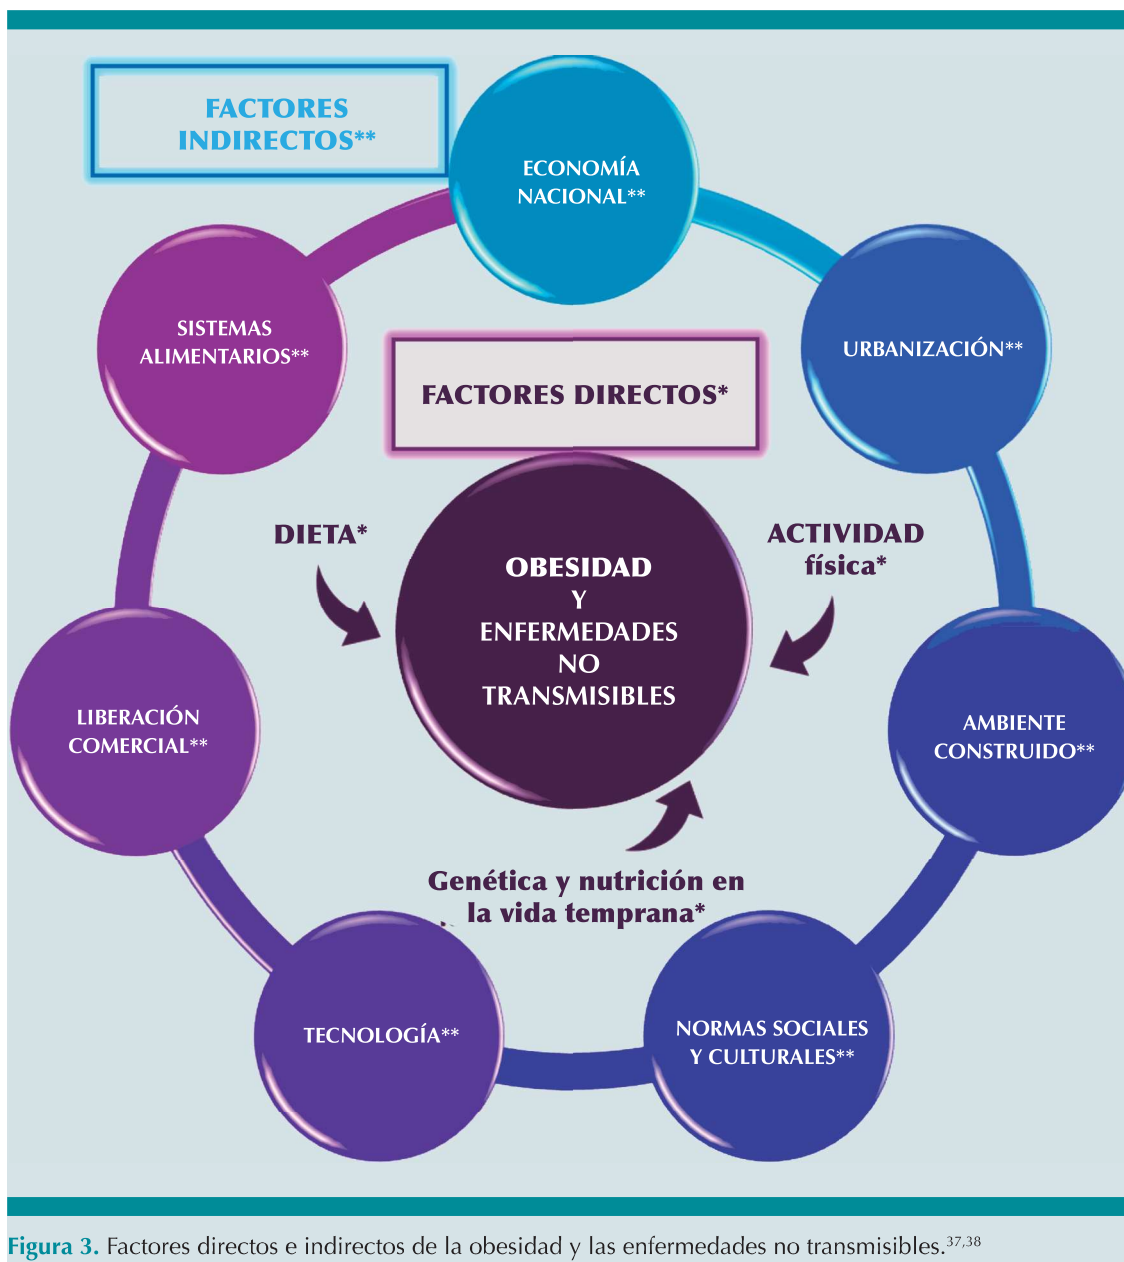 FACTORES
INDIRECTOS**
ECONOMÍA
NACIONAL**
SISTEMAS
ALIMENTARIOS**
URBANIZACIÓN**
FACTORES DIRECTOS*
DIETA*
ACTIVIDAD
física*
OBESIDAD
Y
ENFERMEDADES
NO
TRANSMISIBLES
LIBERACIÓN
COMERCIAL**
AMBIENTE
CONSTRUIDO**
Genética y nutrición en
la vida temprana*
TECNOLOGÍA**
NORMAS SOCIALES
Y CULTURALES**
Figura 3. Factores directos e indirectos de la obesidad y las enfermedades no transmisibles.37,38